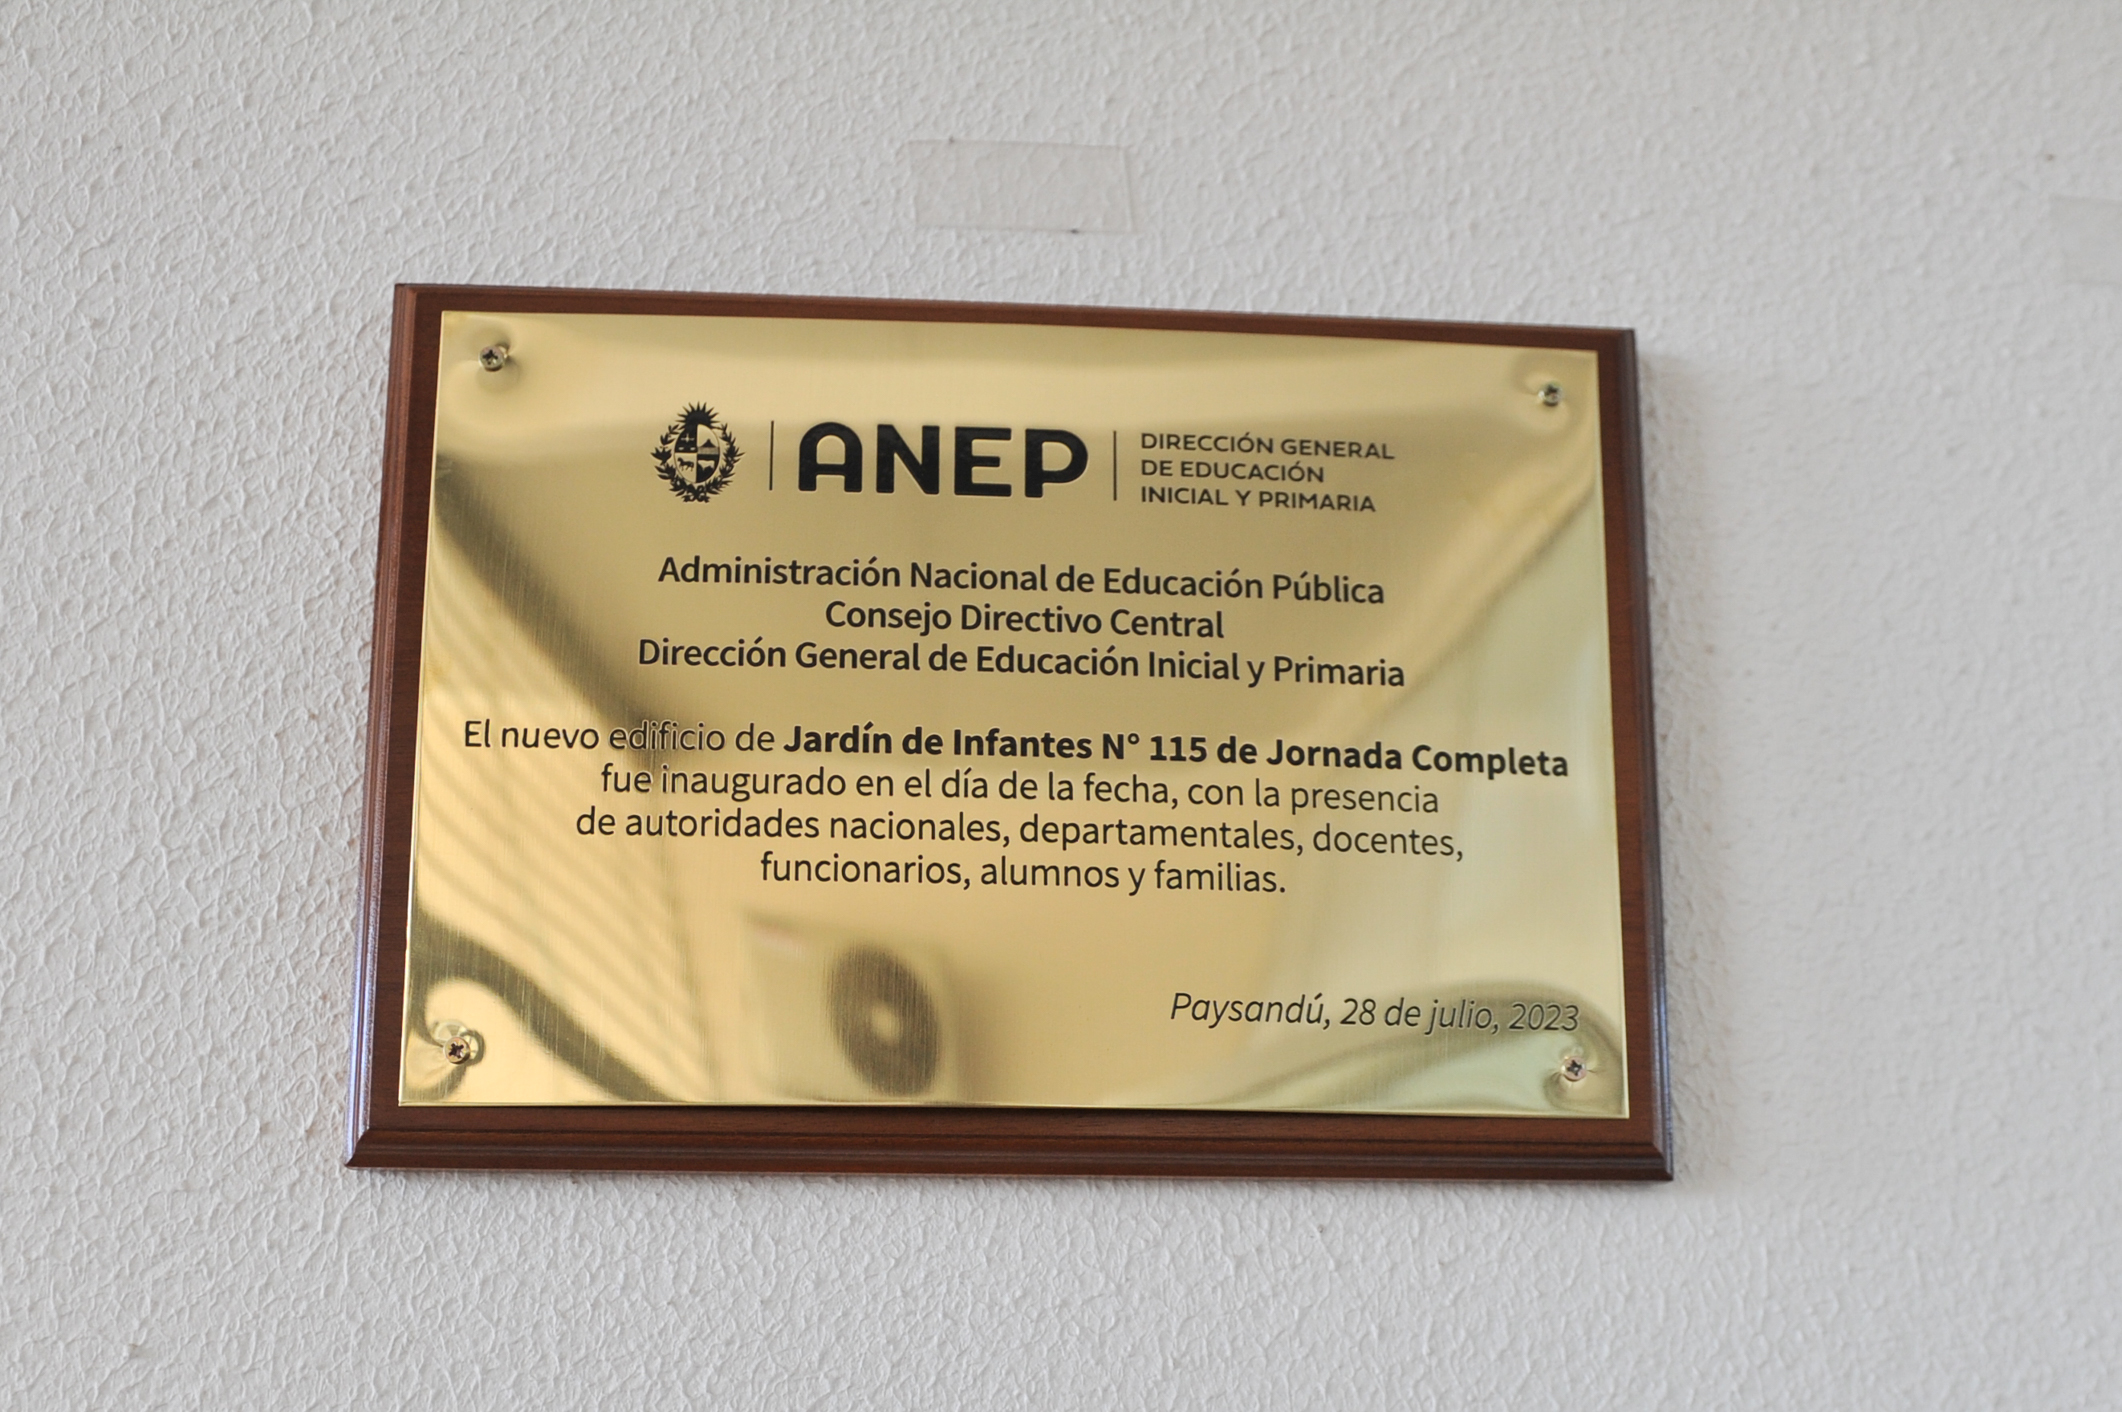 ANEP
DIRECCIÓN GENERAL
DE EDUCACIÓN
INICIAL Y PRIMARIA
Administración Nacional de Educación Pública
Consejo Directivo Central
Dirección General de Educación Inicial y Primaria
El nuevo edificio de Jardín de Infantes N° 115 de Jornada Completa
fue inaugurado en el día de la fecha, con la presencia
de autoridades nacionales, departamentales, docentes,
funcionarios, alumnos y familias.
Paysandú, 28 de julio, 2023